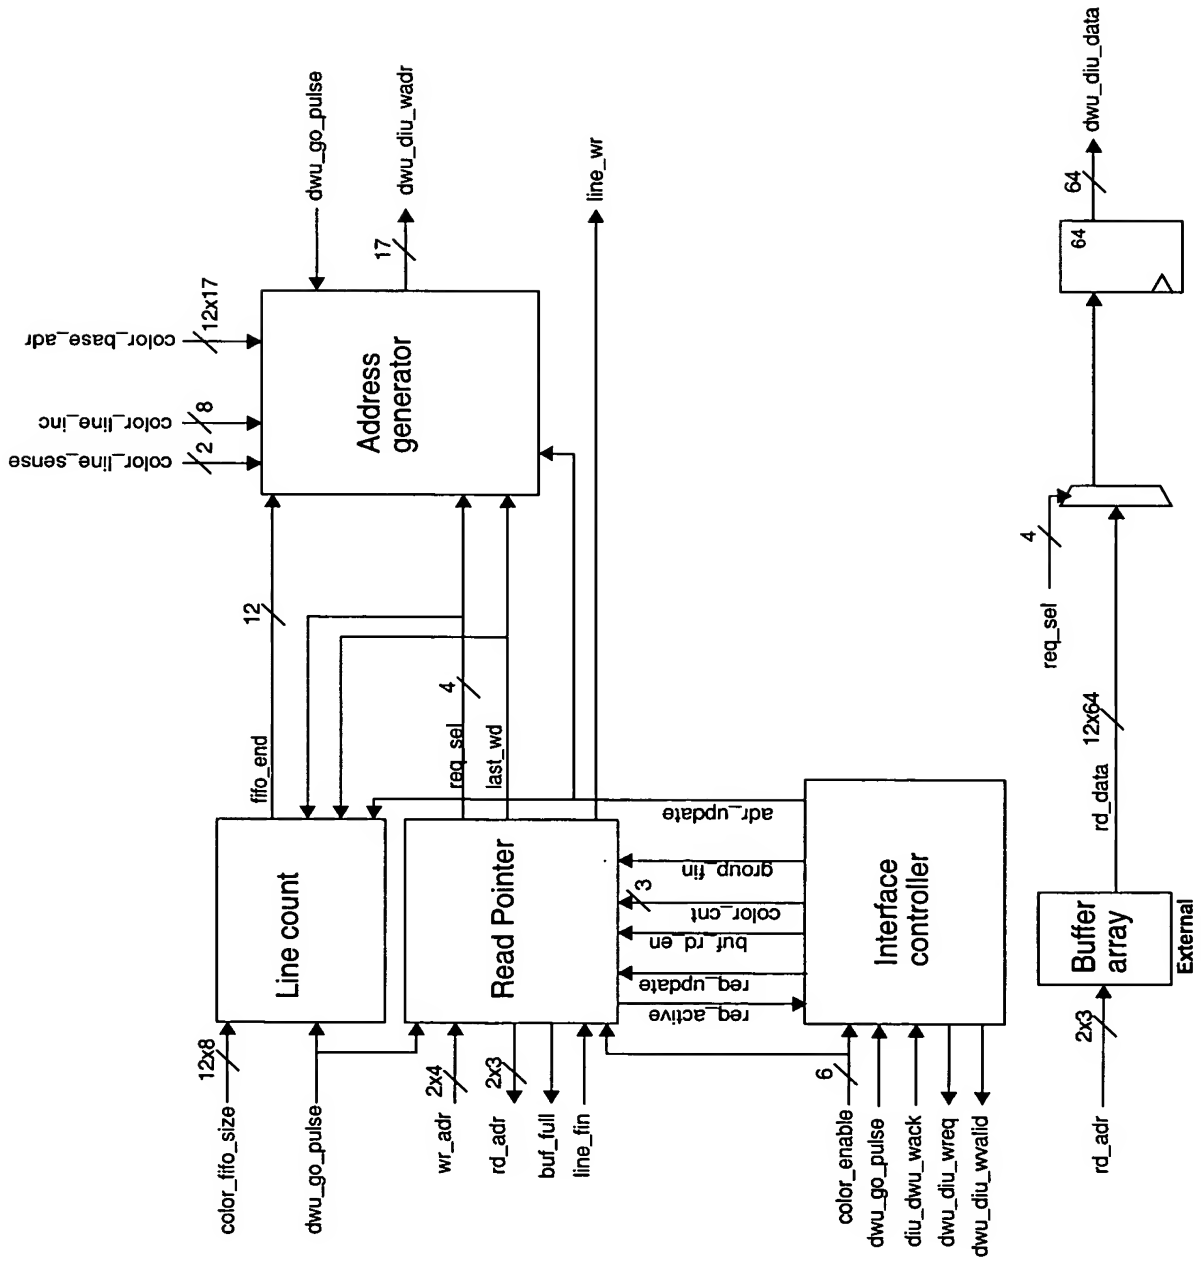 color_fifo_size
12x8
dwu_go_pulse
Line count
fifo_end
12
color_line_sense
2
color_line_inc
8
color_base_adr
12x17
Address
generator
dwu_go_pulse
17
dwu_diu_wadr
wr_adr
2x4
rd_adr
2x3
buf_full
line_fin
Read Pointer
req_sel
4
last_wd
line_wr
req_active
req_update
buf_rd_en
color_cnt
3
group_fin
adr_update
color_enable
6
dwu_go_pulse
diu_dwu_wack
dwu_diu_wreq
dwu_diu_wvalid
Interface
controller
rd_adr
2x3
Buffer
array
External
rd_data
12x64
req_sel
4
64
64
dwu_diu_data